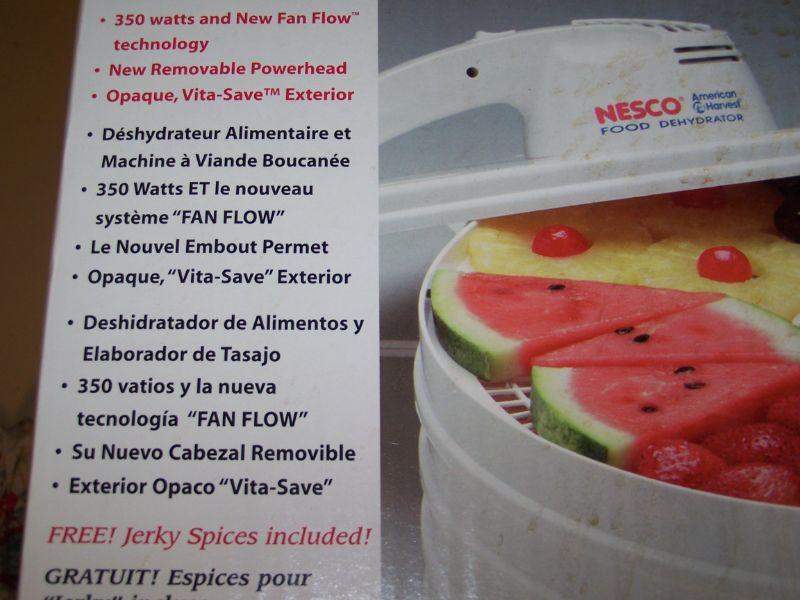 • 350 watts and New Fan Flow™
technology
• New Removable Powerhead
• Opaque, Vita-Save™ Exterior
• Déshydrateur Alimentaire et
Machine à Viande Boucanée
• 350 Watts ET le nouveau
système “FAN FLOW”
• Le Nouvel Embout Permet
• Opaque, “Vita-Save” Exterior
• Deshidratador de Alimentos y
Elaborador de Tasajo
• 350 vatios y la nueva
tecnología “FAN FLOW”
• Su Nuevo Cabezal Removible
• Exterior Opaco “Vita-Save”
FREE! Jerky Spices included!
GRATUIT! Espices pour
NESCO®
American
Harvest
FOOD DEHYDRATOR